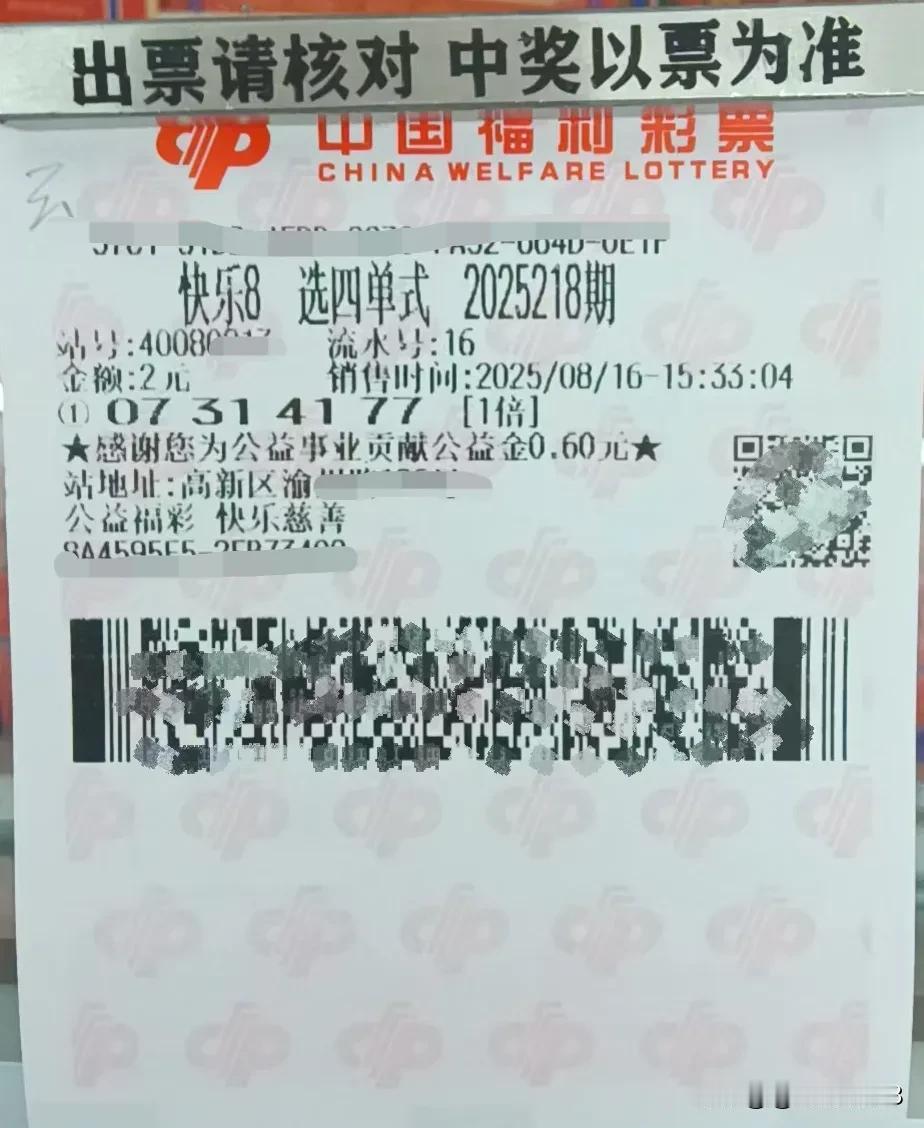 出票请核对 中奖以票为准
中国福利彩票
CHINA WELFARE LOTTERY
快乐8 选四单式 2025218期
站号:40080 流水号:16
金额:2元 销售时间:2025/08/16-15:33:04
① 07 31 41 77 [1倍]
★感谢您为公益事业贡献公益金0.60元★
站地址:高新区渝
公益福彩 快乐慈善